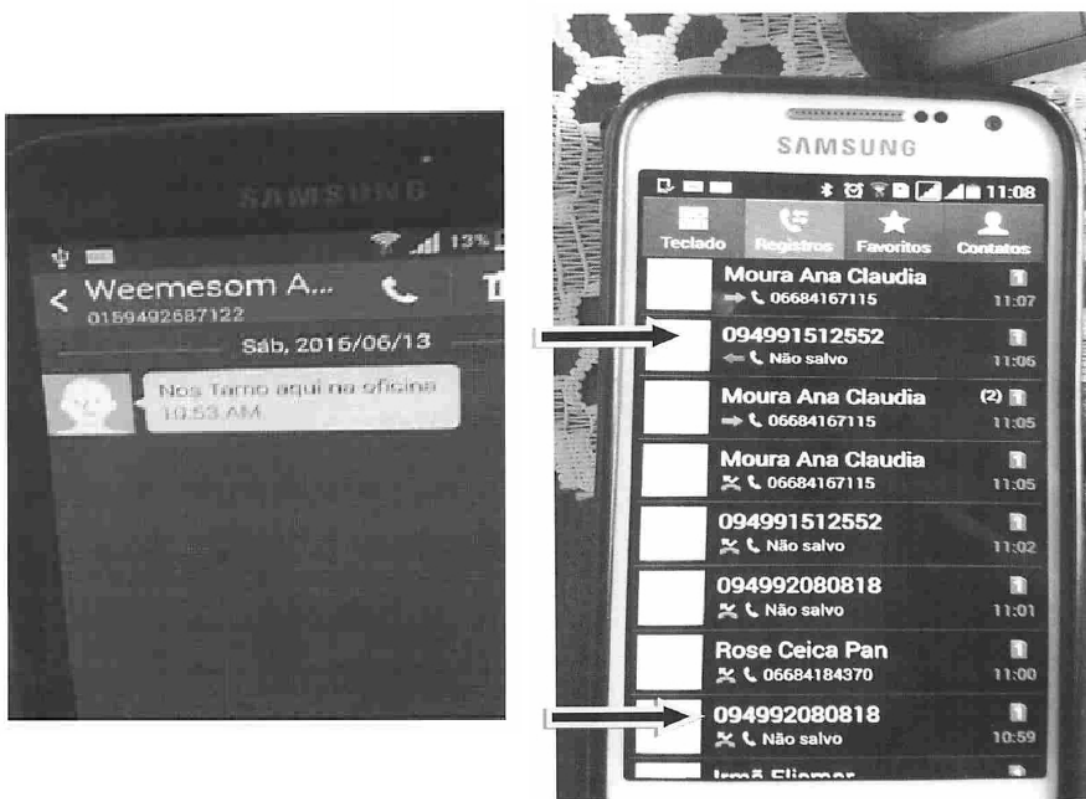 SAMSUNG
13%
Weemesom A...
0159492687122
Sáb, 2015/06/13
Nos Tamo aqui na oficina
10:53 AM
SAMSUNG
11:08
Teclado
Registros
Favoritos
Contatos
Moura Ana Claudia
06684167115
11:07
094991512552
Não salvo
11:06
Moura Ana Claudia (2)
06684167115
11:05
Moura Ana Claudia
06684167115
11:05
094991512552
Não salvo
11:02
094992080818
Não salvo
11:01
Rose Ceica Pan
06684184370
11:00
094992080818
Não salvo
10:59
Irmã Eliomar